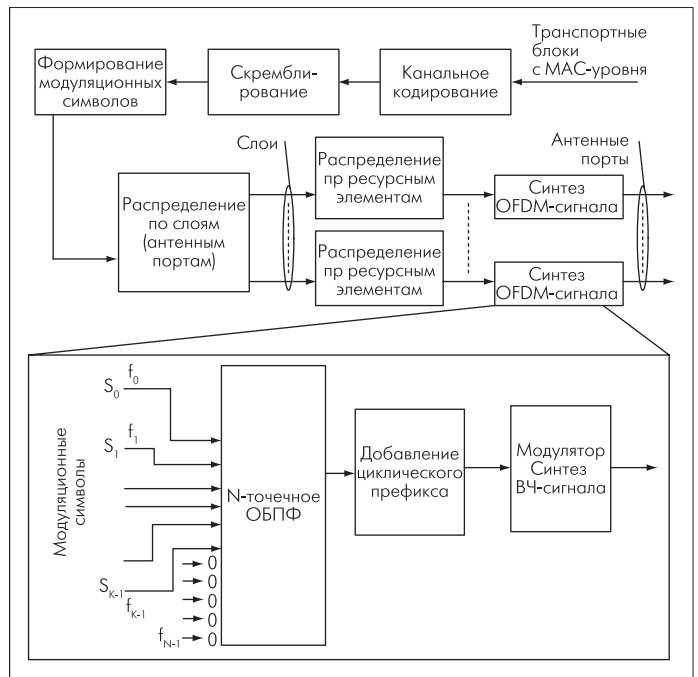 Транспортные
блоки
с MAC-уровня
Формирование
модуляционных
символов
Скрембли-
рование
Канальное
кодирование
Слои
Антенные
порты
Распределение
по слоям
(антенным
портам)
Распределение
пр ресурсным
элементам
Синтез
OFDM-сигнала
Распределение
пр ресурсным
элементам
Синтез
OFDM-сигнала
Модуляционные
символы
S₀
f₀
S₁
f₁
Sₖ₋₁
fₖ₋₁
fₙ₋₁
0
0
0
0
0
N-точечное
ОБПФ
Добавление
циклического
префикса
Модулятор
Синтез
ВЧ-сигнала